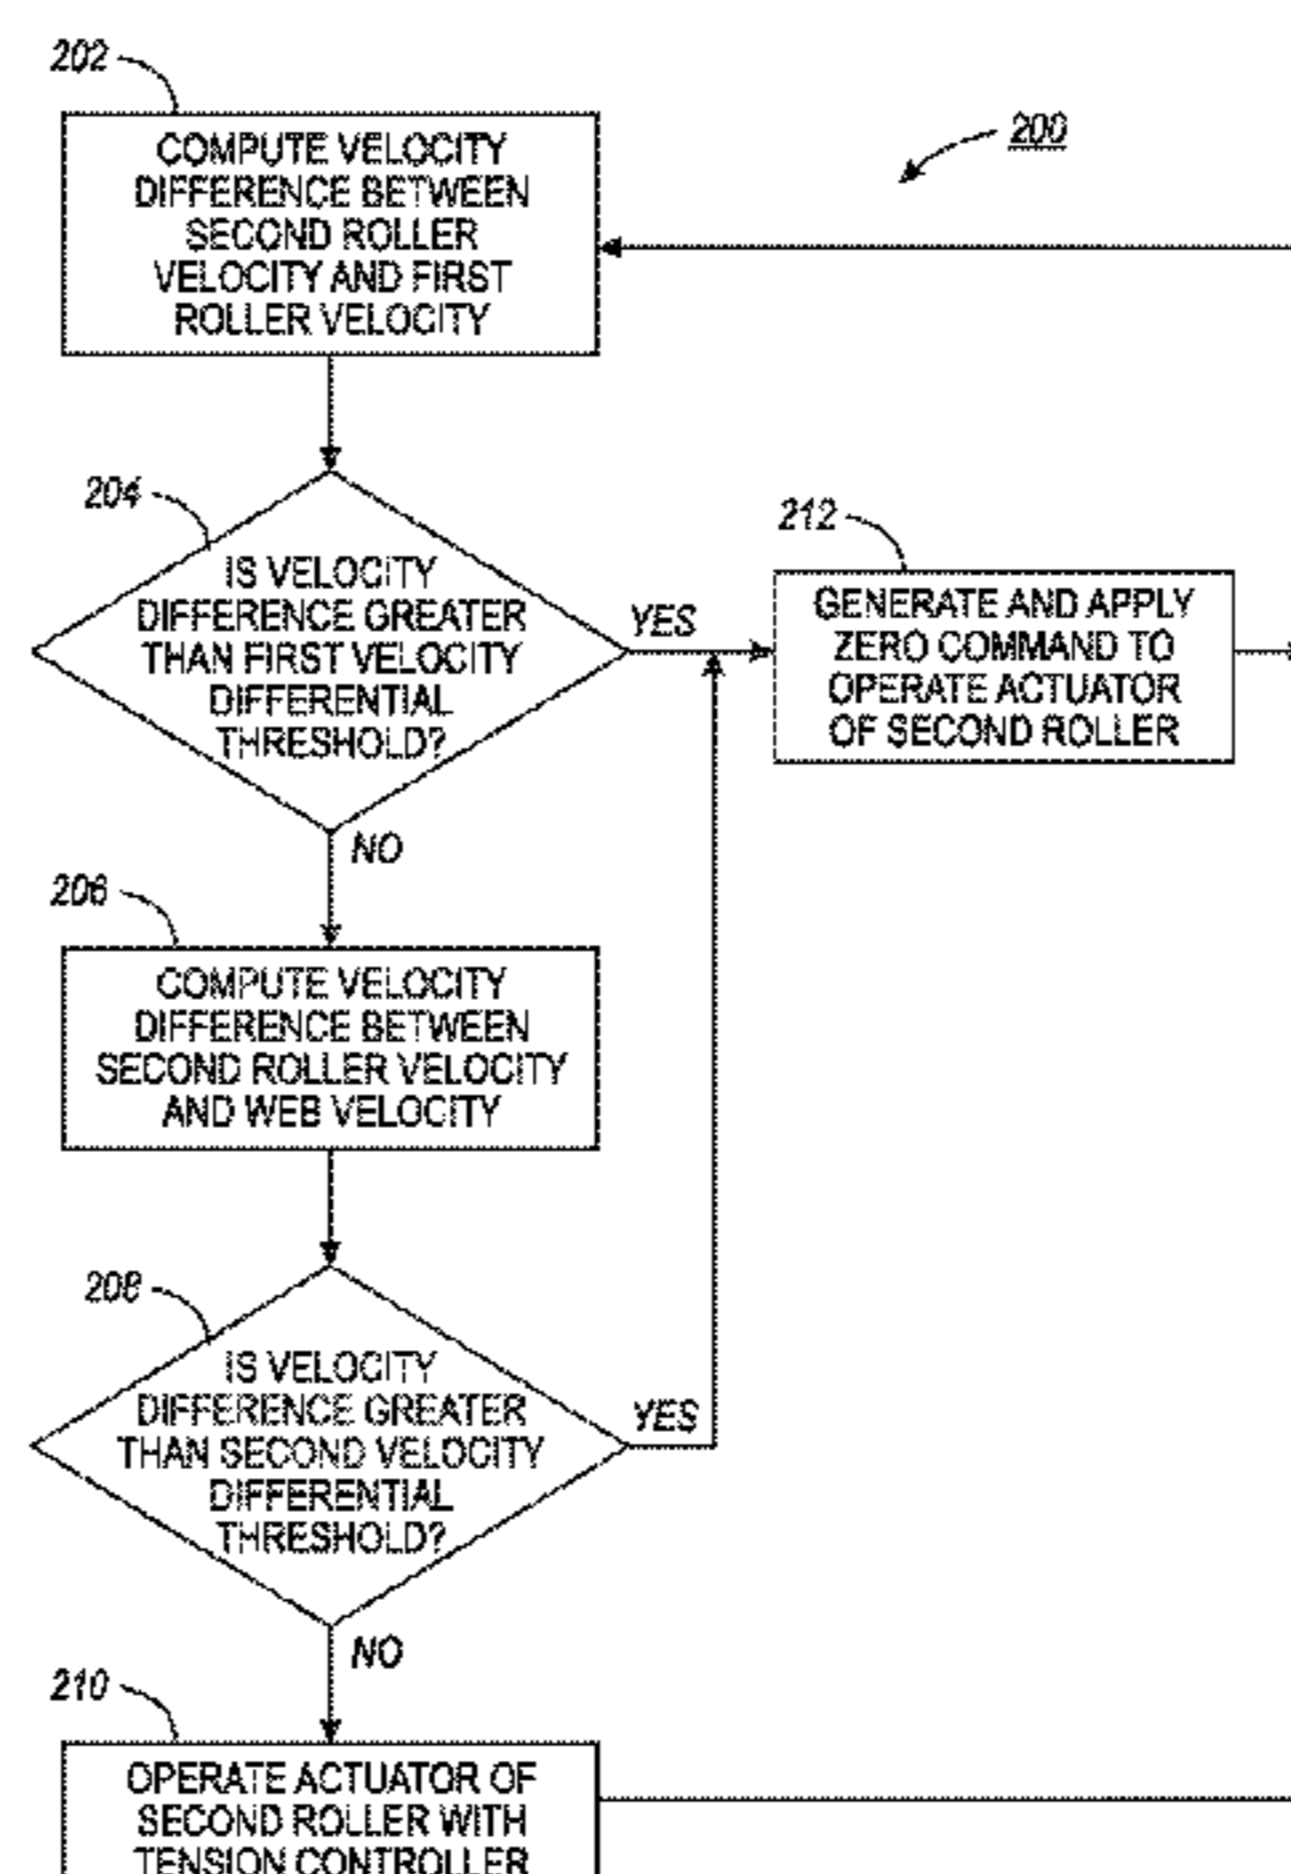 202
200
COMPUTE VELOCITY
DIFFERENCE BETWEEN
SECOND ROLLER
VELOCITY AND FIRST
ROLLER VELOCITY
204
IS VELOCITY
DIFFERENCE GREATER
THAN FIRST VELOCITY
DIFFERENTIAL
THRESHOLD?
YES
NO
212
GENERATE AND APPLY
ZERO COMMAND TO
OPERATE ACTUATOR
OF SECOND ROLLER
206
COMPUTE VELOCITY
DIFFERENCE BETWEEN
SECOND ROLLER VELOCITY
AND WEB VELOCITY
208
IS VELOCITY
DIFFERENCE GREATER
THAN SECOND VELOCITY
DIFFERENTIAL
THRESHOLD?
YES
NO
210
OPERATE ACTUATOR OF
SECOND ROLLER WITH
TENSION CONTROLLER